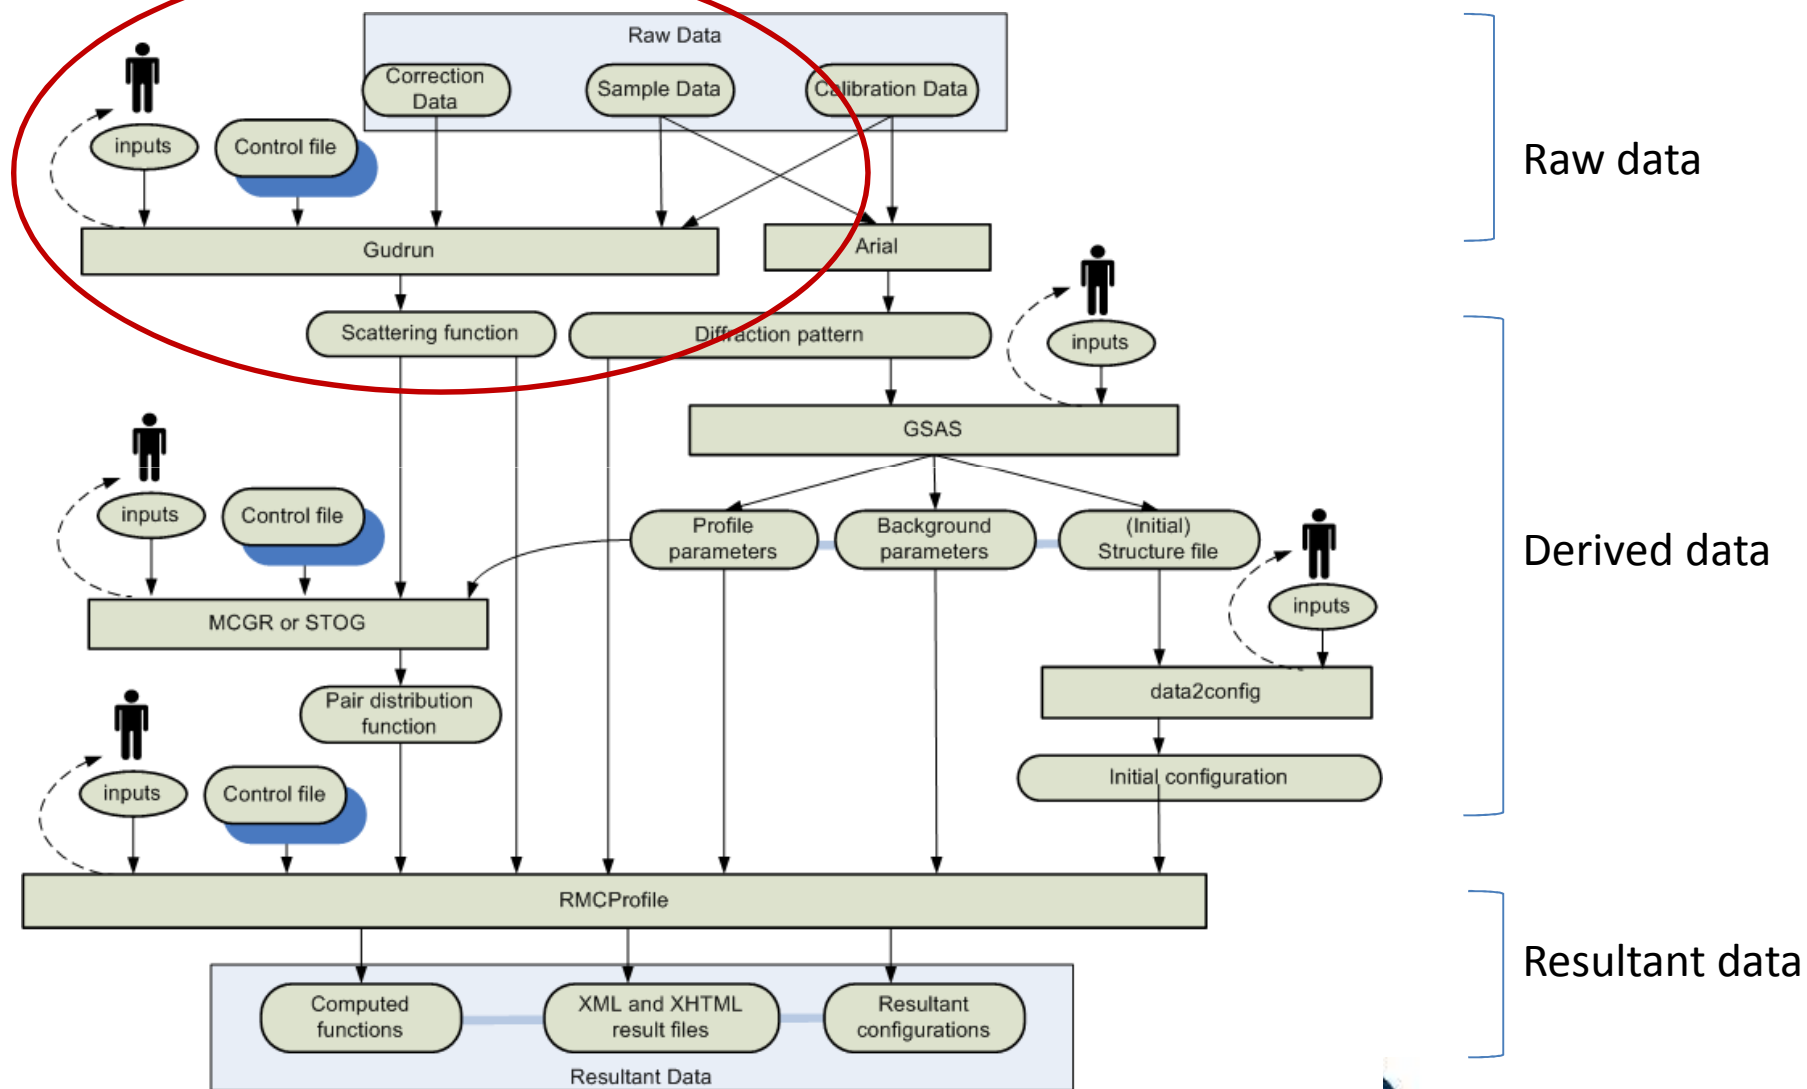 Raw Data
Correction
Data
Sample Data
Calibration Data
inputs
Control file
Raw data
Gudrun
Arial
Scattering function
Diffraction pattern
inputs
GSAS
inputs
Control file
Profile
parameters
Background
parameters
(Initial)
Structure file
Derived data
inputs
MCGR or STOG
data2config
Pair distribution
function
Initial configuration
inputs
Control file
RMCProfile
Resultant data
Computed
functions
XML and XHTML
result files
Resultant
configurations
Resultant Data